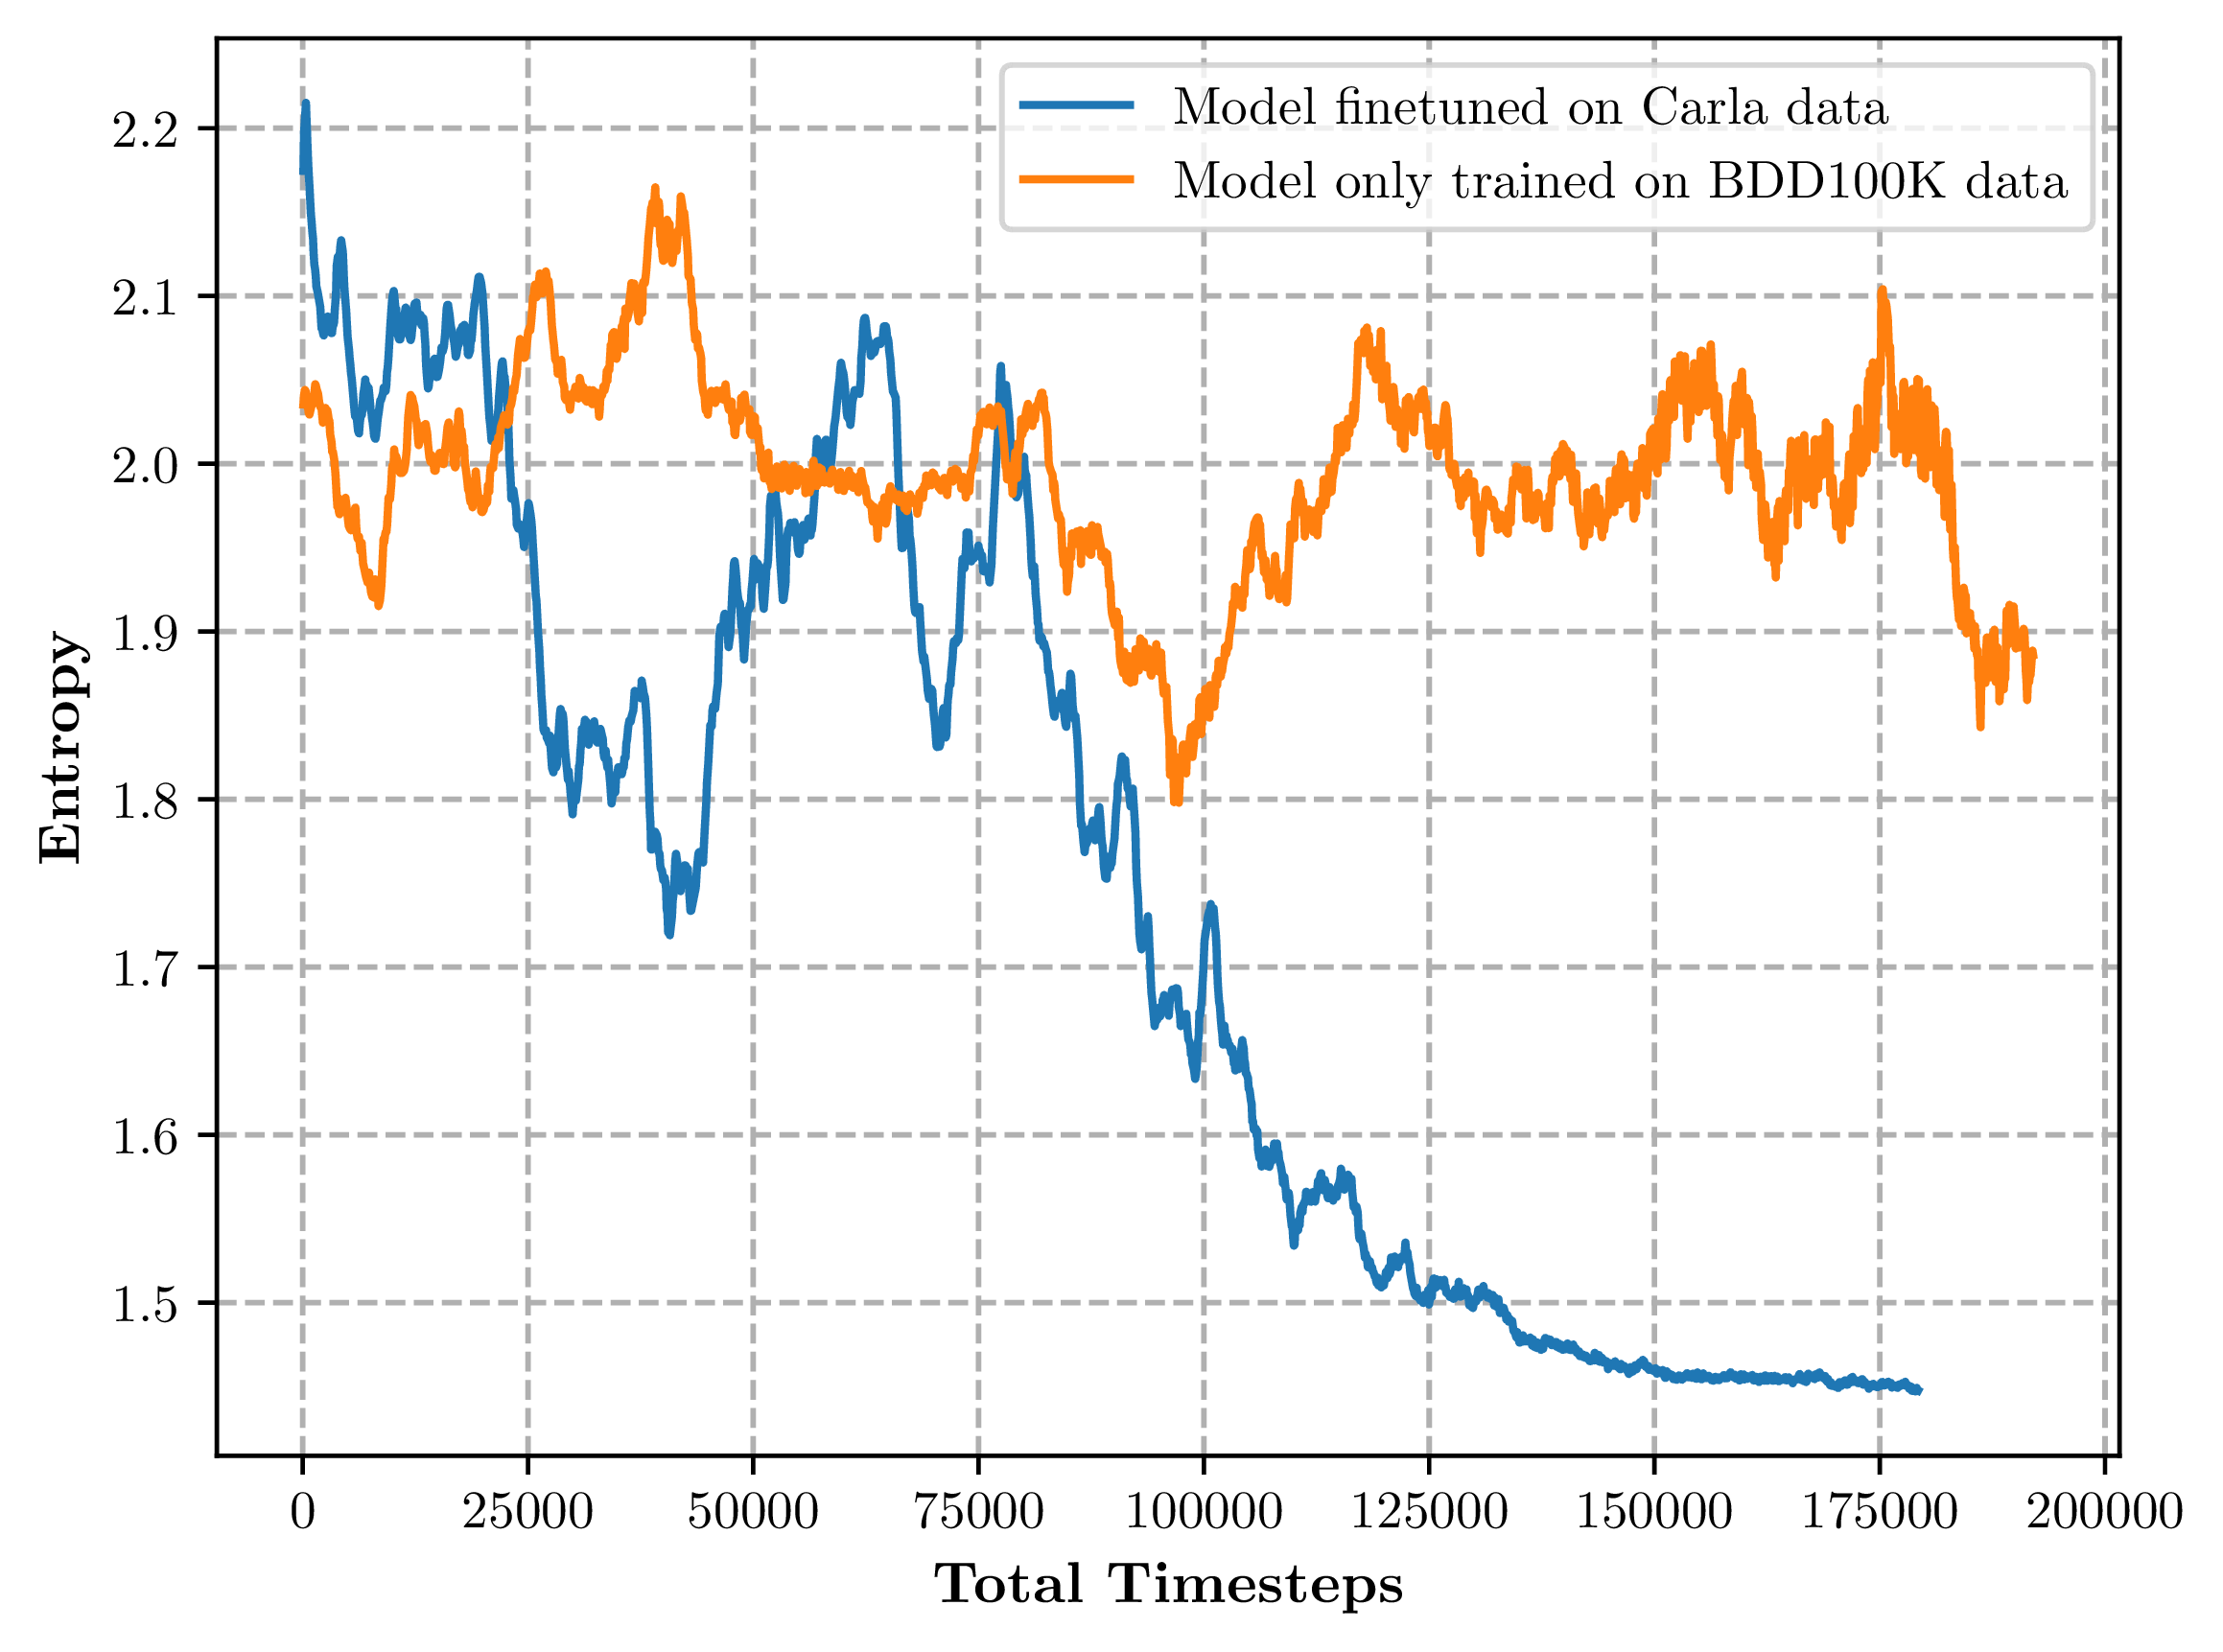 Model finetuned on Carla data
Model only trained on BDD100K data
2.2
2.1
2.0
1.9
1.8
1.7
1.6
1.5
Entropy
0 25000 50000 75000 100000 125000 150000 175000 200000
Total Timesteps